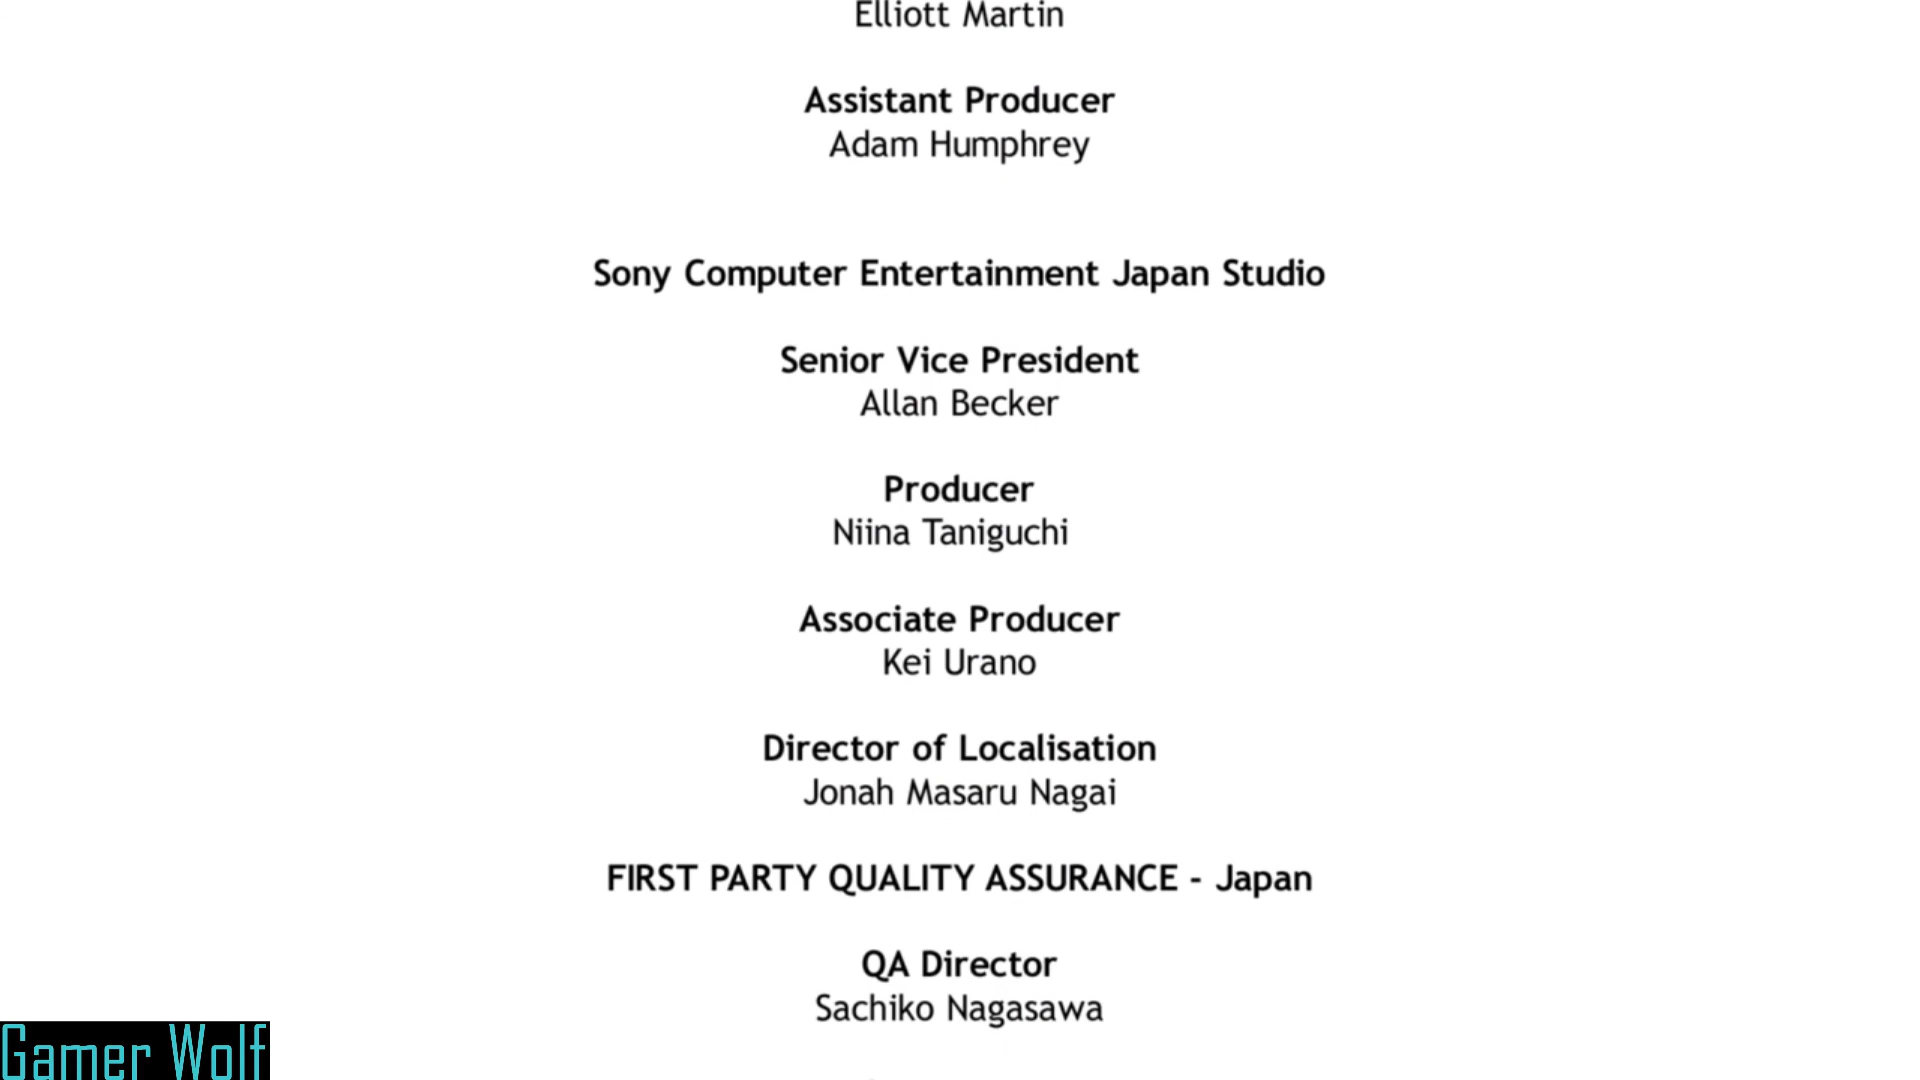 Elliott Martin
Assistant Producer
Adam Humphrey
Sony Computer Entertainment Japan Studio
Senior Vice President
Allan Becker
Producer
Niina Taniguchi
Associate Producer
Kei Urano
Director of Localisation
Jonah Masaru Nagai
FIRST PARTY QUALITY ASSURANCE - Japan
QA Director
Sachiko Nagasawa
Gamer Wolf